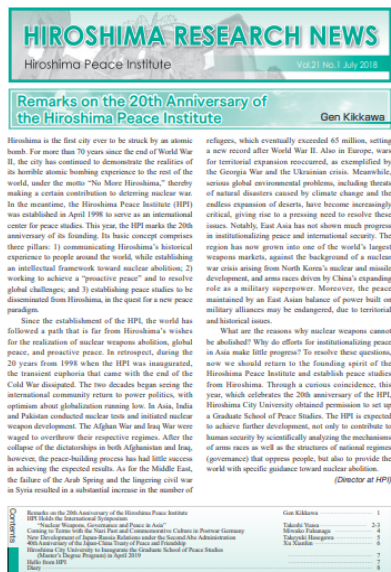 HIROSHIMA RESEARCH NEWS
Hiroshima Peace Institute
Vol.21 No.1 July 2018
Remarks on the 20th Anniversary of
the Hiroshima Peace Institute
Gen Kikkawa
Hiroshima is the first city ever to be struck by an atomic
bomb. For more than 70 years since the end of World War
II, the city has continued to demonstrate the realities of
its horrible atomic bombing experience to the rest of the
world, under the motto “No More Hiroshima,” thereby
making a certain contribution to deterring nuclear war.
In the meantime, the Hiroshima Peace Institute (HPI)
was established in April 1998 to serve as an international
center for peace studies. This year, the HPI marks the 20th
anniversary of its founding. Its basic concept comprises
three pillars: 1) communicating Hiroshima's historical
experience to people around the world, while establishing
an intellectual framework toward nuclear abolition; 2)
working to achieve a “proactive peace” and to resolve
global challenges; and 3) establishing peace studies to be
disseminated from Hiroshima, in the quest for a new peace
paradigm.
Since the establishment of the HPI, the world has
followed a path that is far from Hiroshima's wishes
for the realization of nuclear weapons abolition, global
peace, and proactive peace. In retrospect, during the
20 years from 1998 when the HPI was inaugurated,
the transient euphoria that came with the end of the
Cold War dissipated. The two decades began seeing the
international community return to power politics, with
optimism about globalization running low. In Asia, India
and Pakistan conducted nuclear tests and initiated nuclear
weapon development. The Afghan War and Iraq War were
waged to overthrow their respective regimes. After the
collapse of the dictatorships in both Afghanistan and Iraq,
however, the peace-building process has had little success
in achieving the expected results. As for the Middle East,
the failure of the Arab Spring and the lingering civil war
in Syria resulted in a substantial increase in the number of
refugees, which eventually exceeded 65 million, setting
a new record after World War II. Also in Europe, wars
for territorial expansion reoccurred, as exemplified by
the Georgia War and the Ukrainian crisis. Meanwhile,
serious global environmental problems, including threats
of natural disasters caused by climate change and the
endless expansion of deserts, have become increasingly
critical, giving rise to a pressing need to resolve these
issues. Notably, East Asia has not shown much progress
in institutionalizing peace and international security. The
region has now grown into one of the world's largest
weapons markets, against the background of a nuclear
war crisis arising from North Korea's nuclear and missile
development, and arms races driven by China's expanding
role as a military superpower. Moreover, the peace
maintained by an East Asian balance of power built on
military alliances may be endangered, due to territorial
and historical issues.
What are the reasons why nuclear weapons cannot
be abolished? Why do efforts for institutionalizing peace
in Asia make little progress? To resolve these questions,
now we should return to the founding spirit of the
Hiroshima Peace Institute and establish peace studies
from Hiroshima. Through a curious coincidence, this
year, which celebrates the 20th anniversary of the HPI,
Hiroshima City University obtained permission to set up
a Graduate School of Peace Studies. The HPI is expected
to achieve further development, not only to contribute to
human security by scientifically analyzing the mechanisms
of arms races as well as the structures of national regimes
(governance) that oppress people, but also to provide the
world with specific guidance toward nuclear abolition.
(Director at HPI)
Contents
Remarks on the 20th Anniversary of the Hiroshima Peace Institute Gen Kikkawa 1
HPI Holds the International Symposium:
“Nuclear Weapons, Governance and Peace in Asia” Takeshi Yuasa 2-3
Coming to Terms with the Nazi Past and Commemorative Culture in Postwar Germany Mitsuko Fukunaga 4
New Development of Japan-Russia Relations under the Second Abe Administration Takeyuki Hasegawa 5
40th Anniversary of the Japan-China Treaty of Peace and Friendship Xu Xianfen 6
Hiroshima City University to Inaugurate the Graduate School of Peace Studies
(Master's Degree Program) in April 2019 7
Hello from HPI 7
Diary 8